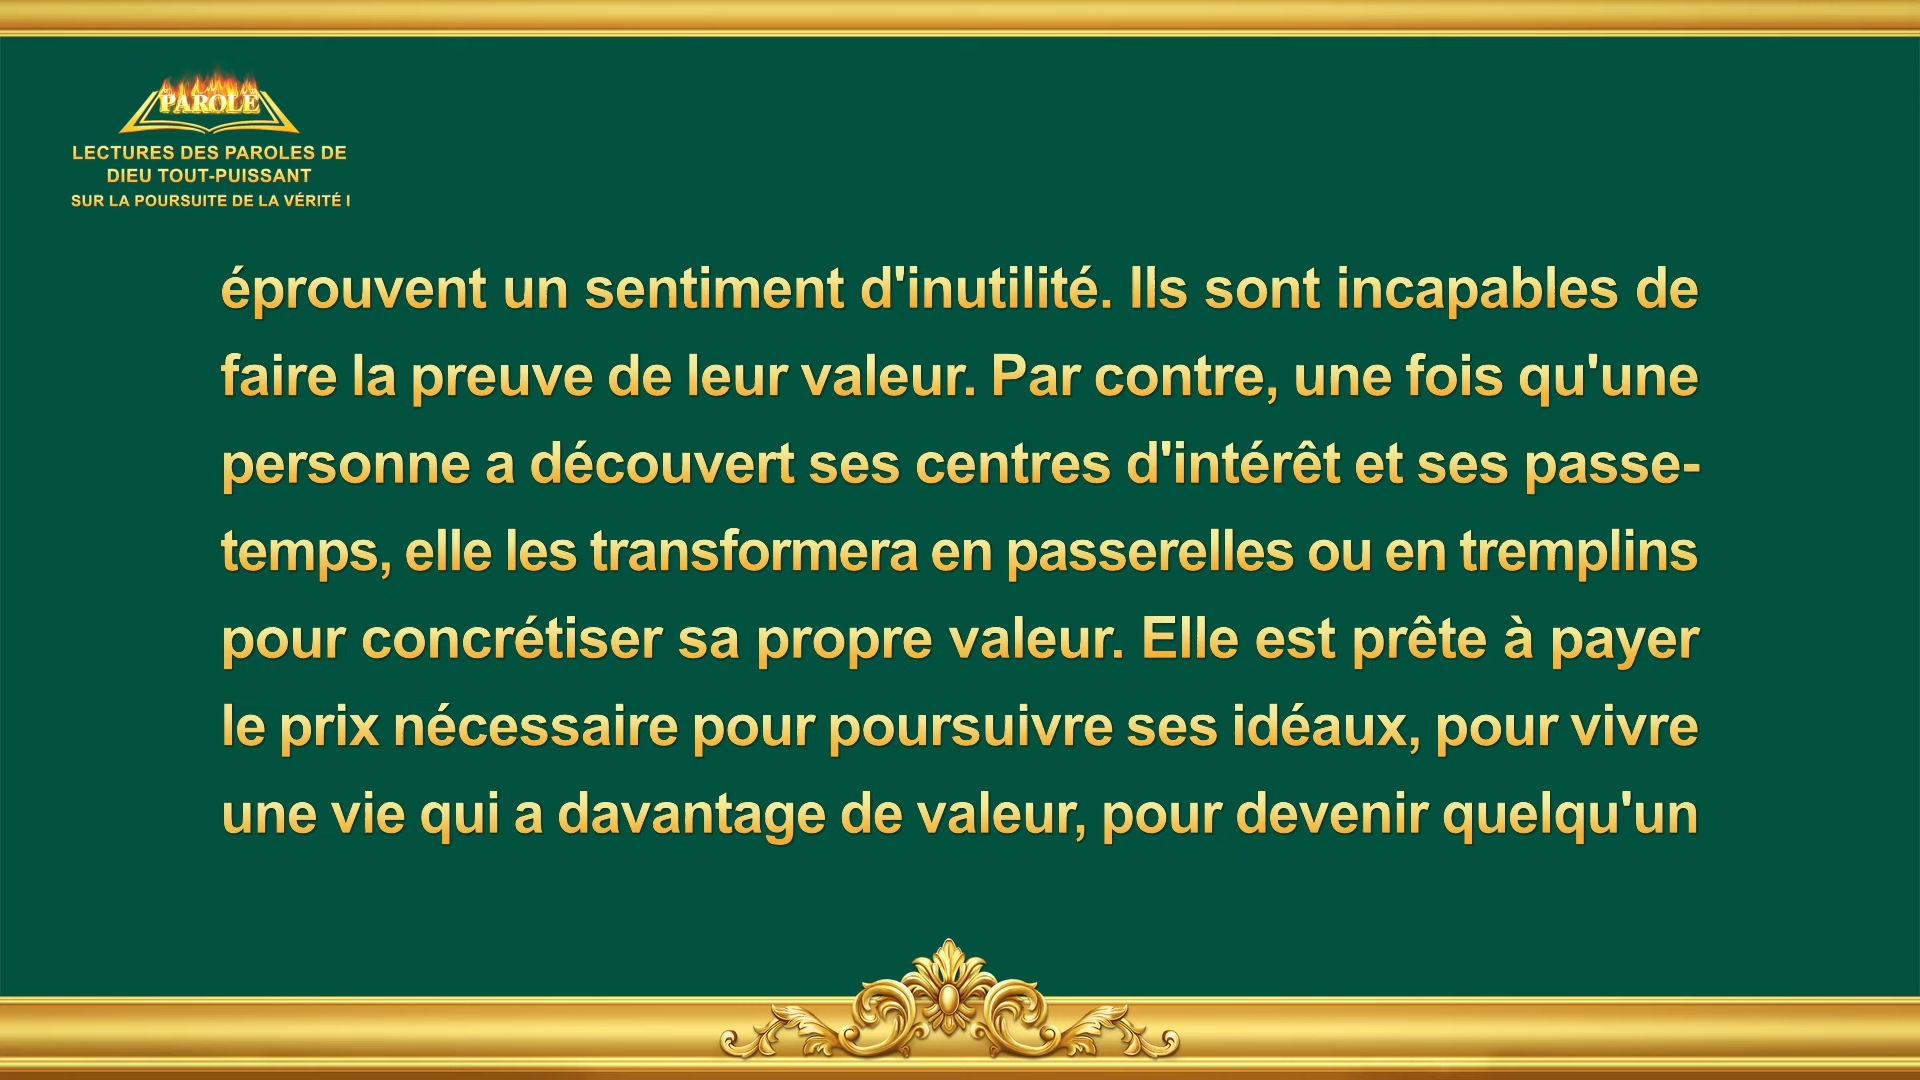 PAROLE
LECTURES DES PAROLES DE
DIEU TOUT-PUISSANT
SUR LA POURSUITE DE LA VÉRITÉ I
éprouvent un sentiment d'inutilité. Ils sont incapables de
faire la preuve de leur valeur. Par contre, une fois qu'une
personne a découvert ses centres d'intérêt et ses passe-
temps, elle les transformera en passerelles ou en tremplins
pour concrétiser sa propre valeur. Elle est prête à payer
le prix nécessaire pour poursuivre ses idéaux, pour vivre
une vie qui a davantage de valeur, pour devenir quelqu'un